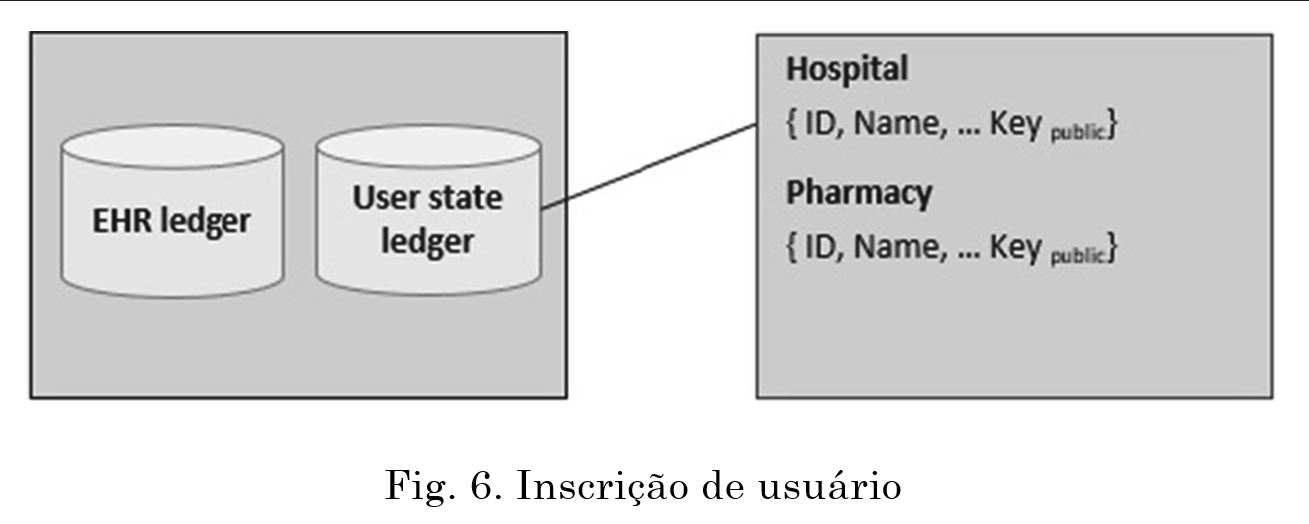 EHR ledger
User state
ledger
Hospital
{ ID, Name, ... Key public}
Pharmacy
{ ID, Name, ... Key public}
Fig. 6. Inscrição de usuário